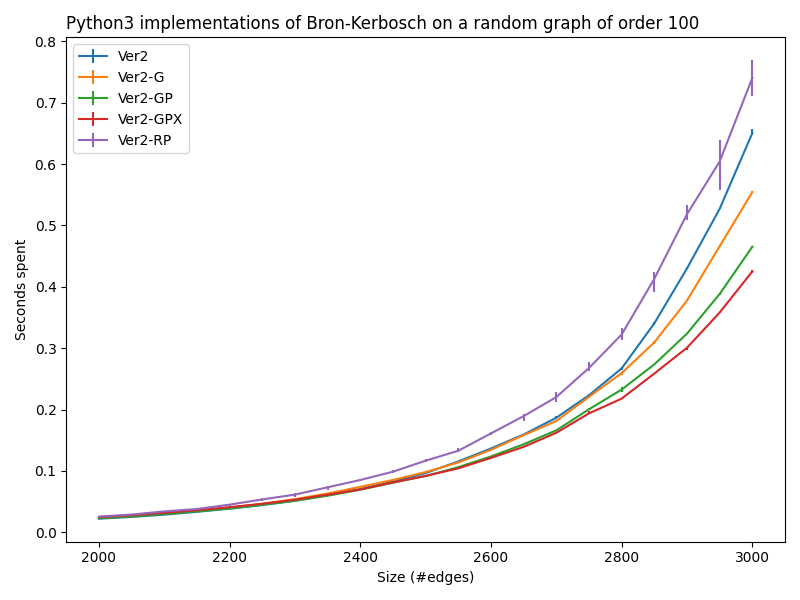 Python3 implementations of Bron-Kerbosch on a random graph of order 100
0.8
0.7
0.6
0.5
0.4
0.3
0.2
0.1
0.0
Seconds spent
Ver2
Ver2-G
Ver2-GP
Ver2-GPX
Ver2-RP
2000 2200 2400 2600 2800 3000
Size (#edges)